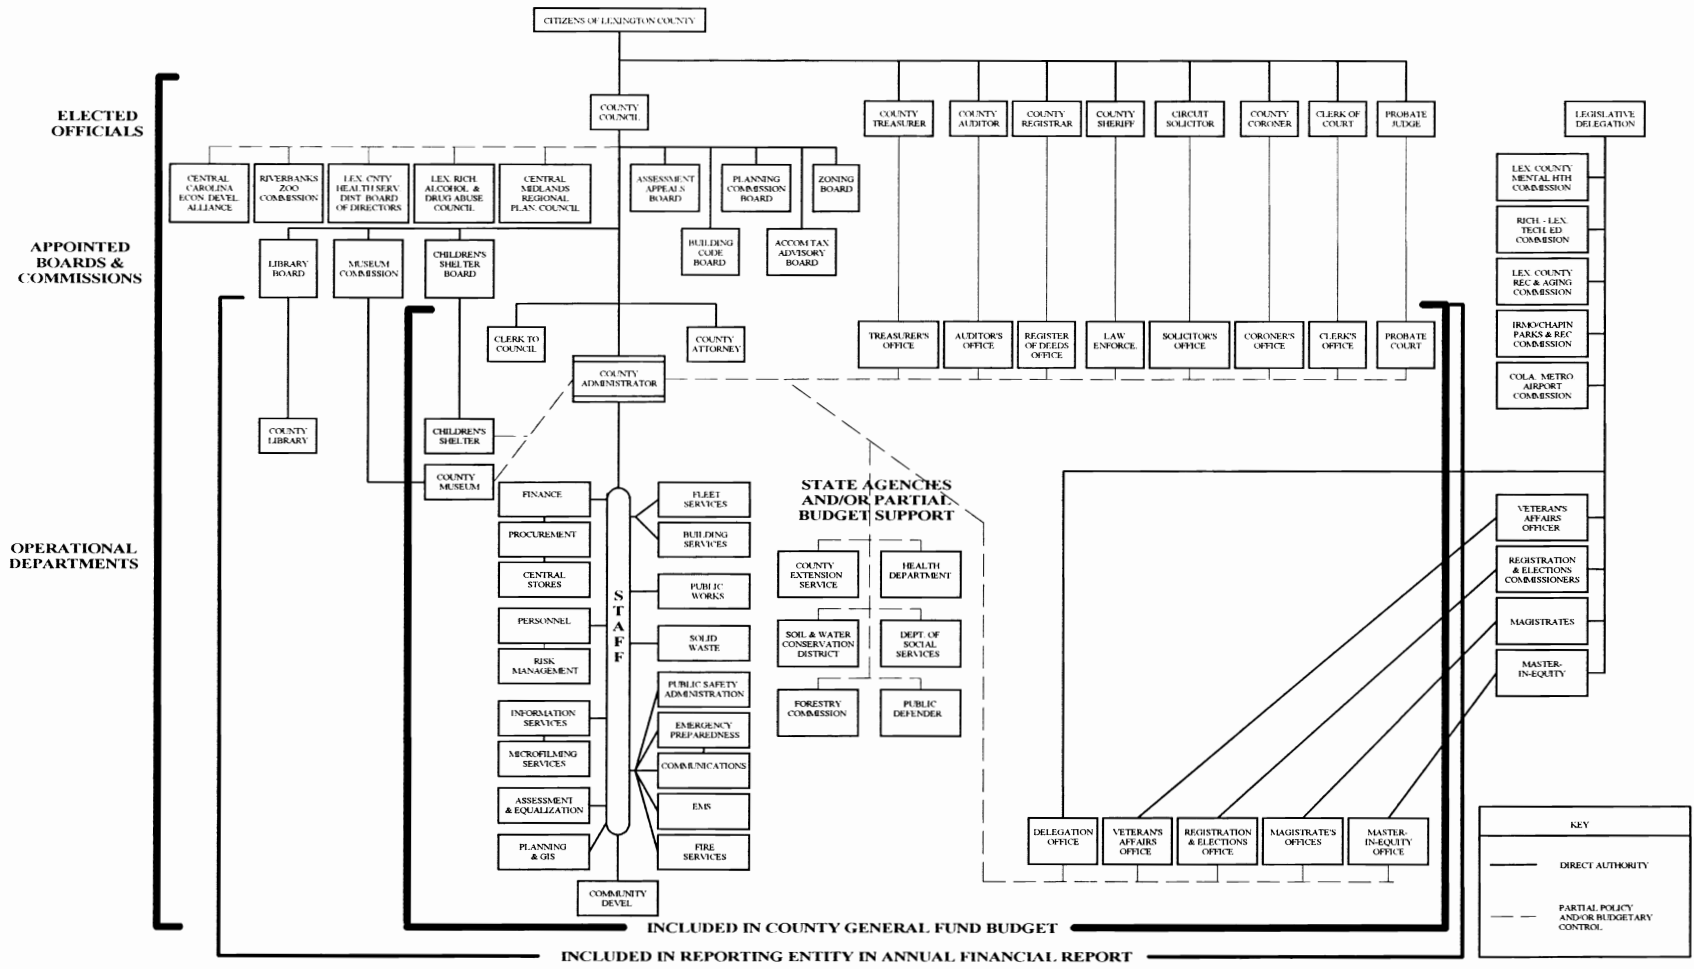 CITIZENS OF LEXINGTON COUNTY
ELECTED
OFFICIALS
COUNTY
COUNCIL
COUNTY
TREASURER
COUNTY
AUDITOR
COUNTY
REGISTRAR
COUNTY
SHERIFF
CIRCUIT
SOLICITOR
COUNTY
CORONER
CLERK OF
COURT
PROBATE
JUDGE
LEGISLATIVE
DELEGATION
CENTRAL
CAROLINA
ECON. DEVEL
ALLIANCE
RIVERBANKS
ZOO
COMMISSION
LEX. CNTY
HEALTH SERV.
DIST. BOARD
OF DIRECTORS
LEX. RICH.
ALCOHOL &
DRUG ABUSE
COUNCIL
CENTRAL
MIDLANDS
REGIONAL
PLAN. COUNCIL
ASSESSMENT
APPEALS
BOARD
PLANNING
COMMISSION
BOARD
ZONING
BOARD
BUILDING
CODE
BOARD
ACCOM TAX
ADVISORY
BOARD
APPOINTED
BOARDS &
COMMISSIONS
LIBRARY
BOARD
MUSEUM
COMMISSION
CHILDREN'S
SHELTER
BOARD
LEX. COUNTY
MENTAL HTH
COMMISSION
RICH. - LEX.
TECH. ED
COMMISION
LEX. COUNTY
REC & AGING
COMMISSION
IRMO/CHAPIN
PARKS & REC
COMMISSION
COLA. METRO
AIRPORT
COMMISSION
CLERK TO
COUNCIL
COUNTY
ATTORNEY
COUNTY
ADMINISTRATOR
TREASURER'S
OFFICE
AUDITOR'S
OFFICE
REGISTER
OF DEEDS
OFFICE
LAW
ENFORCE.
SOLICITOR'S
OFFICE
CORONER'S
OFFICE
CLERK'S
OFFICE
PROBATE
COURT
COUNTY
LIBRARY
CHILDREN'S
SHELTER
COUNTY
MUSEUM
OPERATIONAL
DEPARTMENTS
FINANCE
PROCUREMENT
CENTRAL
STORES
PERSONNEL
RISK
MANAGEMENT
INFORMATION
SERVICES
MICROFILMING
SERVICES
ASSESSMENT
& EQUALIZATION
PLANNING
& GIS
STAFF
FLEET
SERVICES
BUILDING
SERVICES
PUBLIC
WORKS
SOLID
WASTE
PUBLIC SAFETY
ADMINISTRATION
EMERGENCY
PREPAREDNESS
COMMUNICATIONS
EMS
FIRE
SERVICES
COMMUNITY
DEVEL
STATE AGENCIES
AND/OR PARTIAL
BUDGET SUPPORT
COUNTY
EXTENSION
SERVICE
HEALTH
DEPARTMENT
SOIL & WATER
CONSERVATION
DISTRICT
DEPT. OF
SOCIAL
SERVICES
FORESTRY
COMMISSION
PUBLIC
DEFENDER
VETERAN'S
AFFAIRS
OFFICER
REGISTRATION
& ELECTIONS
COMMISSIONERS
MAGISTRATES
MASTER-
IN-EQUITY
DELEGATION
OFFICE
VETERAN'S
AFFAIRS
OFFICE
REGISTRATION
& ELECTIONS
OFFICE
MAGISTRATE'S
OFFICES
MASTER-
IN-EQUITY
OFFICE
KEY
DIRECT AUTHORITY
PARTIAL POLICY
AND/OR BUDGETARY
CONTROL
INCLUDED IN COUNTY GENERAL FUND BUDGET
INCLUDED IN REPORTING ENTITY IN ANNUAL FINANCIAL REPORT